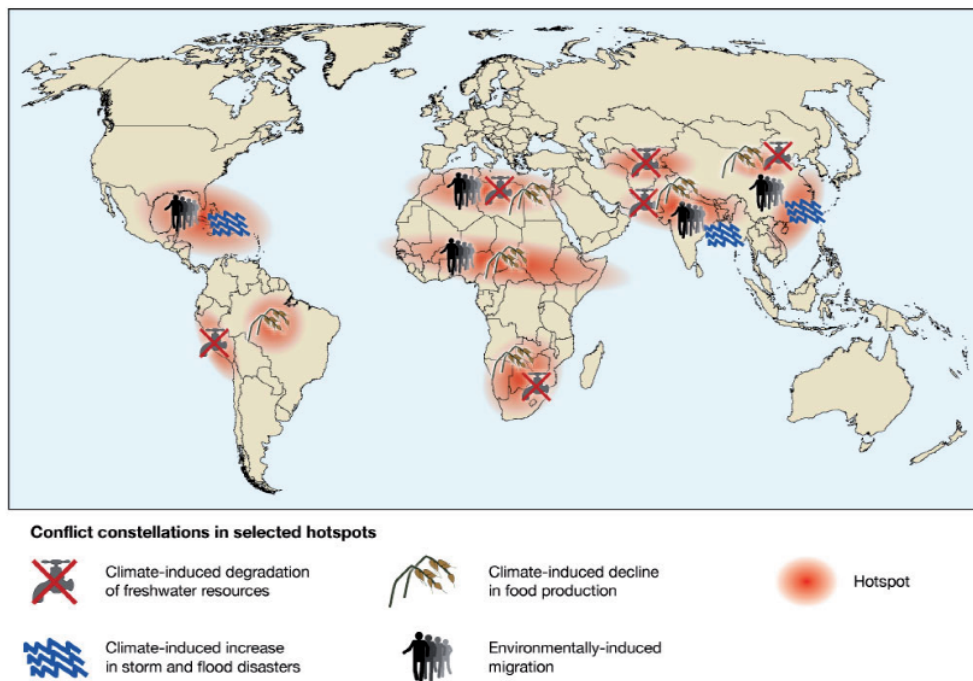 Conflict constellations in selected hotspots
Climate-induced degradation
of freshwater resources
Climate-induced decline
in food production
Hotspot
Climate-induced increase
in storm and flood disasters
Environmentally-induced
migration